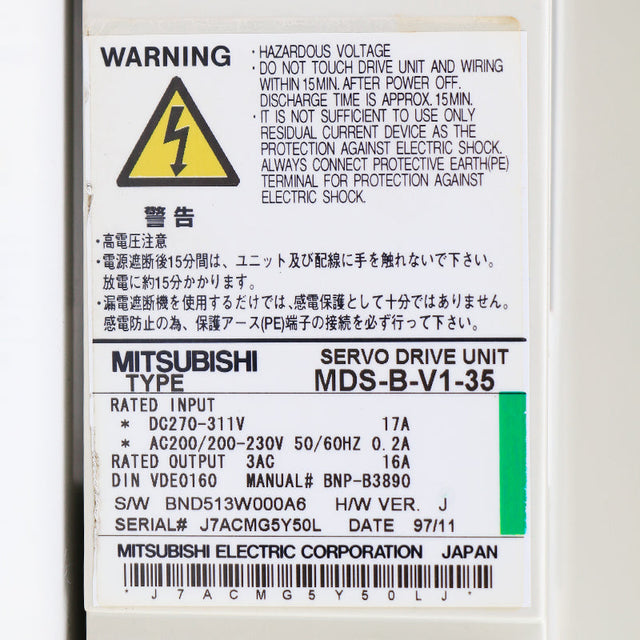 WARNING
・HAZARDOUS VOLTAGE
・DO NOT TOUCH DRIVE UNIT AND WIRING
WITHIN 15MIN. AFTER POWER OFF.
DISCHARGE TIME IS APPROX. 15MIN.
・IT IS NOT SUFFICIENT TO USE ONLY
RESIDUAL CURRENT DEVICE AS THE
PROTECTION AGAINST ELECTRIC SHOCK.
ALWAYS CONNECT PROTECTIVE EARTH(PE)
TERMINAL FOR PROTECTION AGAINST
ELECTRIC SHOCK.
警告
・高電圧注意
・電源遮断後15分間は、ユニット及び配線に手を触れないで下さい。
放電に約15分かかります。
・漏電遮断機を使用するだけでは、感電保護として十分ではありません。
感電防止の為、保護アース(PE)端子の接続を必ず行って下さい。
MITSUBISHI SERVO DRIVE UNIT
TYPE MDS-B-V1-35
RATED INPUT
* DC270-311V 17A
* AC200/200-230V 50/60HZ 0.2A
RATED OUTPUT 3AC 16A
DIN VDE0160 MANUAL# BNP-B3890
S/W BND513W000A6 H/W VER. J
SERIAL# J7ACMG5Y50L DATE 97/11
MITSUBISHI ELECTRIC CORPORATION JAPAN
*J7ACMG5Y50LJ*